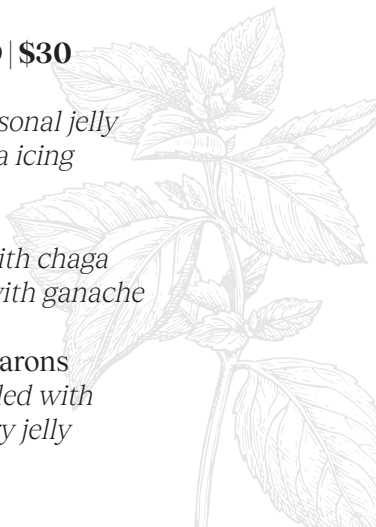 | $30
sonal jelly
a icing
ith chaga
with ganache
arons
led with
y jelly